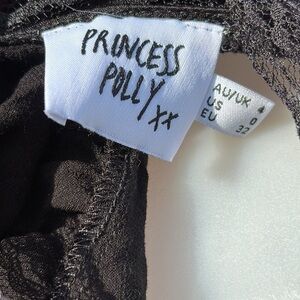 PRINCESS
POLLY
xx
AU/UK 4
US 0
EU 32